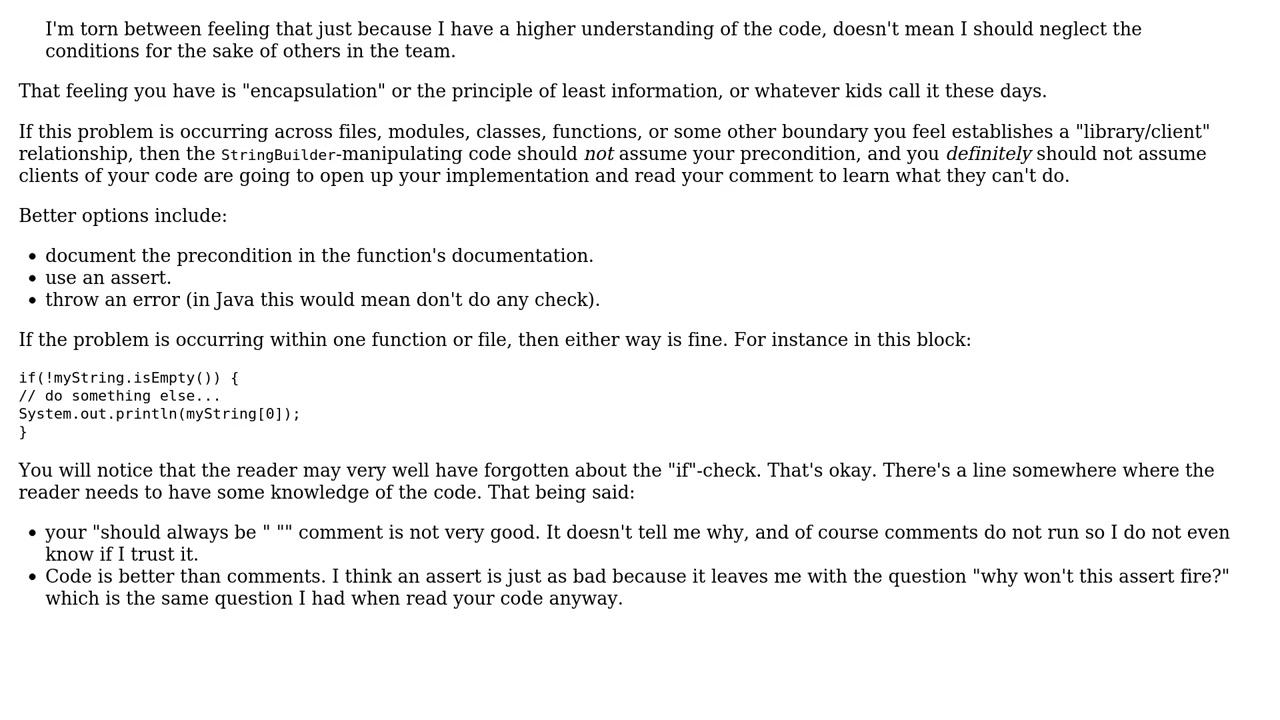 I'm torn between feeling that just because I have a higher understanding of the code, doesn't mean I should neglect the
conditions for the sake of others in the team.
That feeling you have is "encapsulation" or the principle of least information, or whatever kids call it these days.
If this problem is occurring across files, modules, classes, functions, or some other boundary you feel establishes a "library/client"
relationship, then the StringBuilder-manipulating code should not assume your precondition, and you definitely should not assume
clients of your code are going to open up your implementation and read your comment to learn what they can't do.
Better options include:
• document the precondition in the function's documentation.
• use an assert.
• throw an error (in Java this would mean don't do any check).
If the problem is occurring within one function or file, then either way is fine. For instance in this block:
if(!myString.isEmpty()) {
// do something else...
System.out.println(myString[0]);
}
You will notice that the reader may very well have forgotten about the "if"-check. That's okay. There's a line somewhere where the
reader needs to have some knowledge of the code. That being said:
• your "should always be " "" comment is not very good. It doesn't tell me why, and of course comments do not run so I do not even
know if I trust it.
• Code is better than comments. I think an assert is just as bad because it leaves me with the question "why won't this assert fire?"
which is the same question I had when read your code anyway.